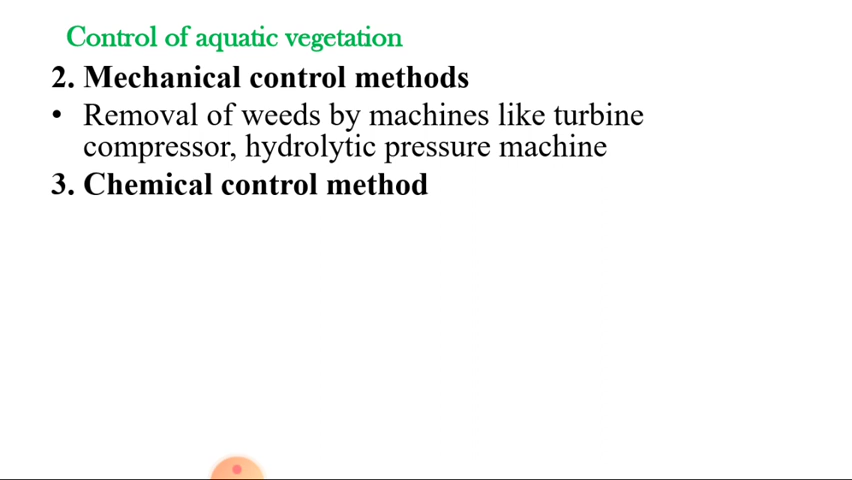 Control of aquatic vegetation
2. Mechanical control methods
• Removal of weeds by machines like turbine
compressor, hydrolytic pressure machine
3. Chemical control method